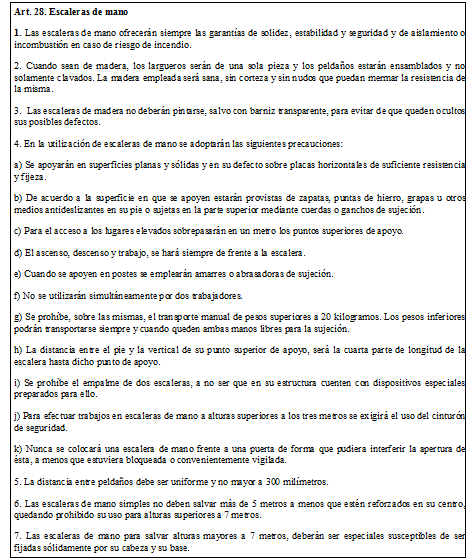 Art. 28. Escaleras de mano
1. Las escaleras de mano ofrecerán siempre las garantías de solidez, estabilidad y seguridad y de aislamiento o
incombustión en caso de riesgo de incendio.
2. Cuando sean de madera, los largueros serán de una sola pieza y los peldaños estarán ensamblados y no
solamente clavados. La madera empleada será sana, sin corteza y sin nudos que puedan mermar la resistencia de
la misma.
3. Las escaleras de madera no deberán pintarse, salvo con barniz transparente, para evitar de que queden ocultos
sus posibles defectos.
4. En la utilización de escaleras de mano se adoptarán las siguientes precauciones:
a) Se apoyarán en superficies planas y sólidas y en su defecto sobre placas horizontales de suficiente resistencia
y fijeza.
b) De acuerdo a la superficie en que se apoyen estarán provistas de zapatas, puntas de hierro, grapas u otros
medios antideslizantes en su pie o sujetas en la parte superior mediante cuerdas o ganchos de sujeción.
c) Para el acceso a los lugares elevados sobrepasarán en un metro los puntos superiores de apoyo.
d) El ascenso, descenso y trabajo, se hará siempre de frente a la escalera.
e) Cuando se apoyen en postes se emplearán amarres o abrasadoras de sujeción.
f) No se utilizarán simultáneamente por dos trabajadores.
g) Se prohíbe, sobre las mismas, el transporte manual de pesos superiores a 20 kilogramos. Los pesos inferiores
podrán transportarse siempre y cuando queden ambas manos libres para la sujeción.
h) La distancia entre el pie y la vertical de su punto superior de apoyo, será la cuarta parte de longitud de la
escalera hasta dicho punto de apoyo.
i) Se prohíbe el empalme de dos escaleras, a no ser que en su estructura cuenten con dispositivos especiales
preparados para ello.
j) Para efectuar trabajos en escaleras de mano a alturas superiores a los tres metros se exigirá el uso del cinturón
de seguridad.
k) Nunca se colocará una escalera de mano frente a una puerta de forma que pudiera interferir la apertura de
ésta, a menos que estuviera bloqueada o convenientemente vigilada.
5. La distancia entre peldaños debe ser uniforme y no mayor a 300 milímetros.
6. Las escaleras de mano simples no deben salvar más de 5 metros a menos que estén reforzados en su centro,
quedando prohibido su uso para alturas superiores a 7 metros.
7. Las escaleras de mano para salvar alturas mayores a 7 metros, deberán ser especiales susceptibles de ser
fijadas sólidamente por su cabeza y su base.